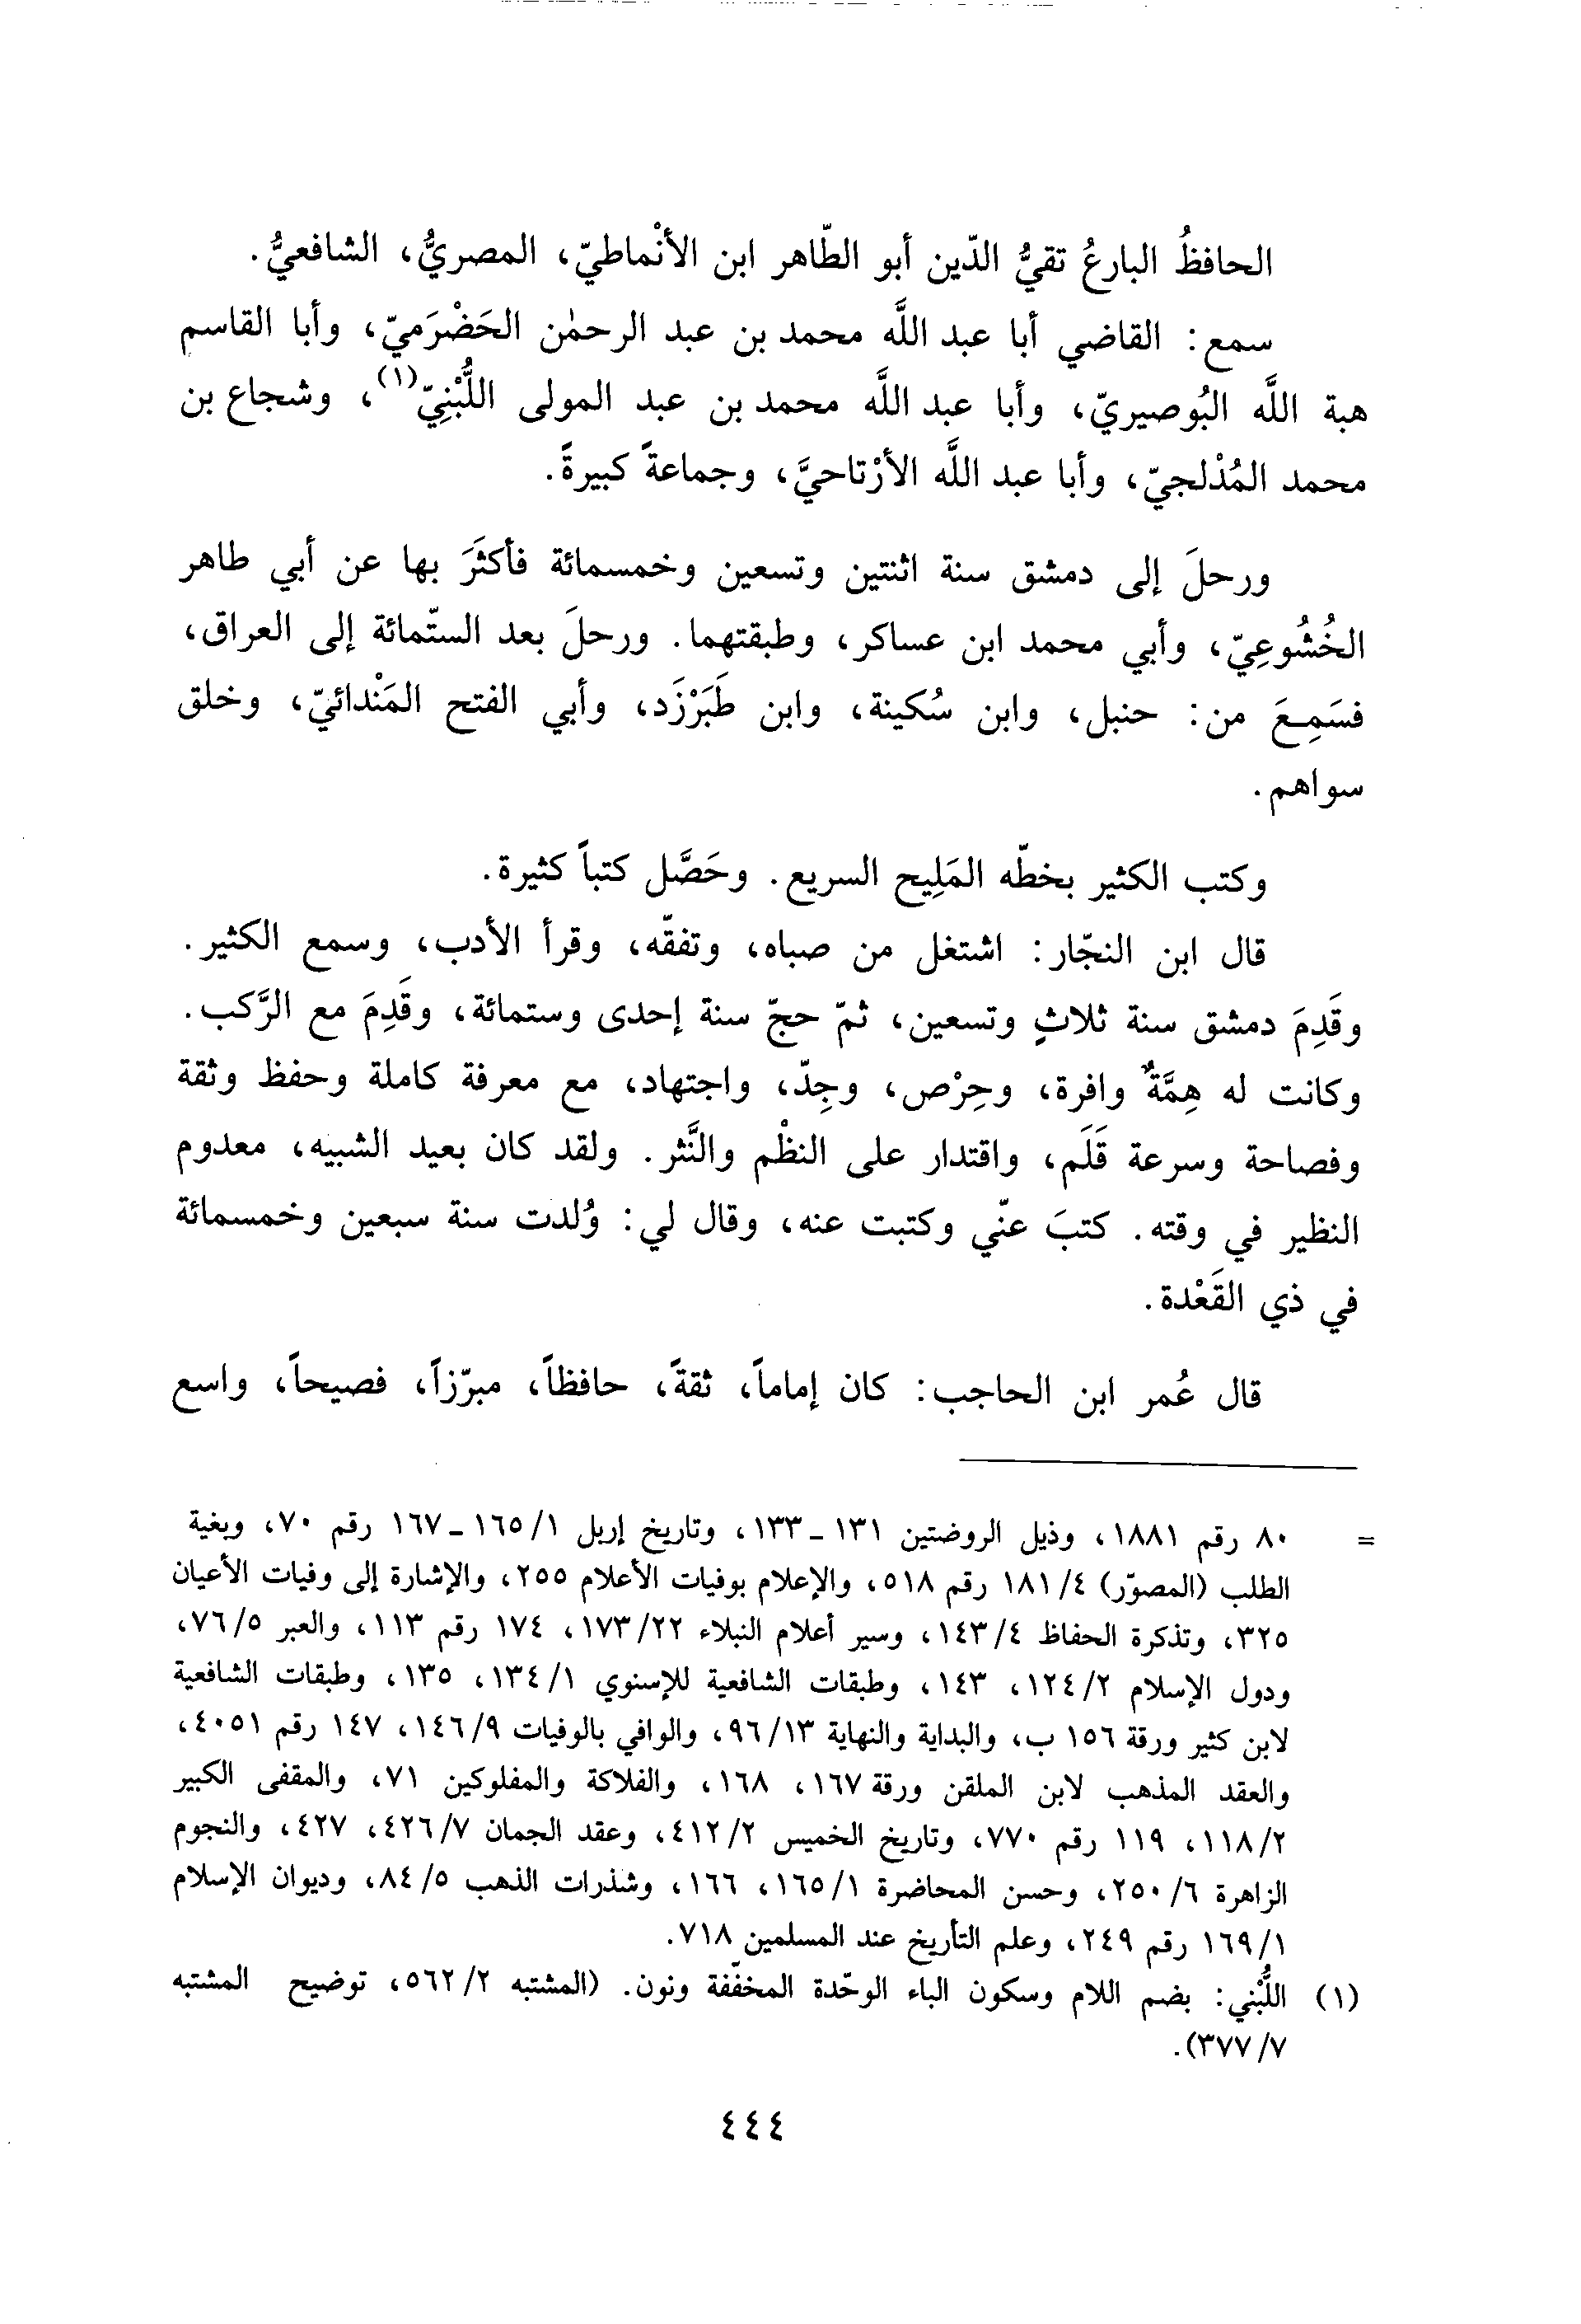 الحافظُ البارعُ تقيُّ الدّين أبو الطّاهر ابن الأنْماطيّ، المصريُّ، الشافعيُّ.
سمع: القاضي أبا عبد اللَّه محمد بن عبد الرحمٰن الحَضْرَميّ، وأبا القاسم
هبة اللَّه البُوصيريّ، وأبا عبد اللَّه محمد بن عبد المولى اللُّبْنِيّ(١)، وشجاع بن
محمد المُدْلجيّ، وأبا عبد اللَّه الأرْتاحيَّ، وجماعةً كبيرةً.
ورحلَ إلى دمشق سنة اثنتين وتسعين وخمسمائة فأكثَرَ بها عن أبي طاهر
الخُشُوعِيّ، وأبي محمد ابن عساكر، وطبقتهما. ورحلَ بعد الستّمائة إلى العراق،
فسَمِعَ من: حنبل، وابن سُكينة، وابن طَبَرْزَد، وأبي الفتح المَنْدائيّ، وخلق
سواهم.
وكتب الكثير بخطّه المَلِيح السريع. وحَصَّل كتباً كثيرة.
قال ابن النجّار: اشتغل من صباه، وتفقّه، وقرأ الأدب، وسمع الكثير.
وقَدِمَ دمشق سنة ثلاثٍ وتسعين، ثمّ حجّ سنة إحدى وستمائة، وقَدِمَ مع الرَّكب.
وكانت له هِمَّةٌ وافرة، وحِرْص، وجِدّ، واجتهاد، مع معرفة كاملة وحفظ وثقة
وفصاحة وسرعة قَلَم، واقتدار على النظْم والنَّثر. ولقد كان بعيد الشبيه، معدوم
النظير في وقته. كتبَ عنّي وكتبت عنه، وقال لي: وُلدت سنة سبعين وخمسمائة
في ذي القَعْدة.
قال عُمر ابن الحاجب: كان إماماً، ثقةً، حافظاً، مبرّزاً، فصيحاً، واسع
= ٨٠ رقم ١٨٨١، وذيل الروضتين ١٣١ - ١٣٣، وتاريخ إربل ١/ ١٦٥ - ١٦٧ رقم ٧٠، وبغية
الطلب (المصوّر) ٤/ ١٨١ رقم ٥١٨، والإعلام بوفيات الأعلام ٢٥٥، والإشارة إلى وفيات الأعيان
٣٢٥، وتذكرة الحفاظ ٤/ ١٤٣، وسير أعلام النبلاء ٢٢/ ١٧٣، ١٧٤ رقم ١١٣، والعبر ٥/ ٧٦،
ودول الإسلام ٢/ ١٢٤، ١٤٣، وطبقات الشافعية للإسنوي ١/ ١٣٤، ١٣٥، وطبقات الشافعية
لابن كثير ورقة ١٥٦ ب، والبداية والنهاية ١٣/ ٩٦، والوافي بالوفيات ٩/ ١٤٦، ١٤٧ رقم ٤٠٥١،
والعقد المذهب لابن الملقن ورقة ١٦٧، ١٦٨، والفلاكة والمفلوكين ٧١، والمقفى الكبير
٢/ ١١٨، ١١٩ رقم ٧٧٠، وتاريخ الخميس ٢/ ٤١٢، وعقد الجمان ٧/ ٤٢٦، ٤٢٧، والنجوم
الزاهرة ٦/ ٢٥٠، وحسن المحاضرة ١/ ١٦٥، ١٦٦، وشذرات الذهب ٥/ ٨٤، وديوان الإسلام
١/ ١٦٩ رقم ٢٤٩، وعلم التأريخ عند المسلمين ٧١٨.
(١) اللُّبْني: بضم اللام وسكون الباء الوحّدة المخفّفة ونون. (المشتبه ٢/ ٥٦٢، توضيح المشتبه
٧/ ٣٧٧).
٤٤٤